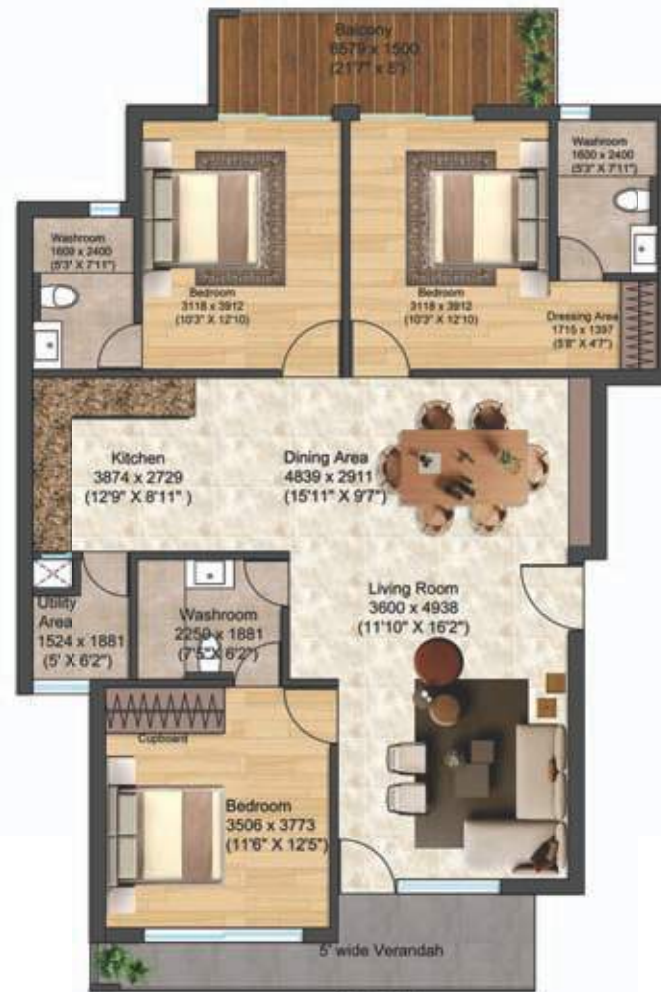 Balcony
6579 x 1500
(21'7" x 5')
Washroom
1600 x 2400
(5'3" X 7'11")
Washroom
1600 x 2400
(5'3" X 7'11")
Bedroom
3118 x 3912
(10'3" X 12'10)
Bedroom
3118 x 3912
(10'3" X 12'10)
Dressing Area
1715 x 1397
(5'8" X 4'7")
Kitchen
3874 x 2729
(12'9" X 8'11" )
Dining Area
4839 x 2911
(15'11" X 9'7")
Living Room
3600 x 4938
(11'10" X 16'2")
Utility
Area
1524 x 1881
(5' X 6'2")
Washroom
2250 x 1881
(7'5" X 6'2")
Cupboard
Bedroom
3506 x 3773
(11'6" X 12'5")
5' wide Verandah